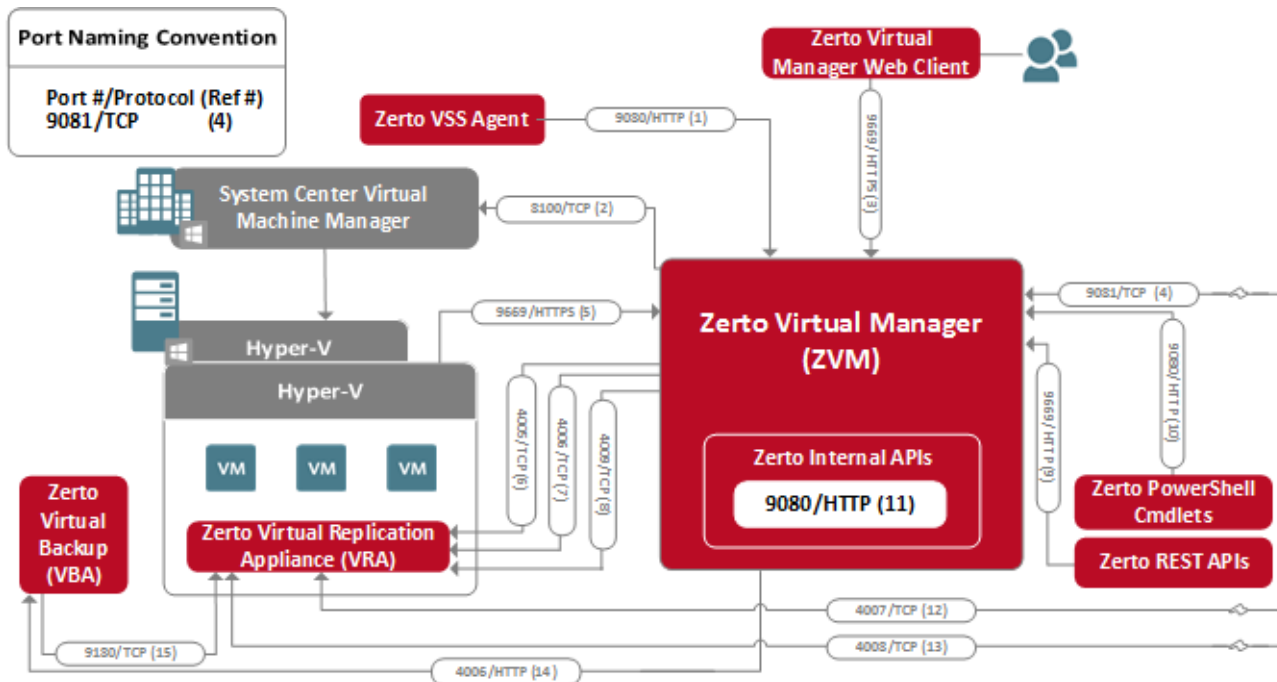 Port Naming Convention
Port #/Protocol (Ref #)
9081/TCP (4)
Zerto Virtual
Manager Web Client
Zerto VSS Agent
9080/HTTP (1)
9669/HTTPS (3)
System Center Virtual
Machine Manager
8100/TCP (2)
9081/TCP (4)
9669/HTTPS (5)
Zerto Virtual Manager
(ZVM)
Hyper-V
Hyper-V
4005/TCP (6)
4006/TCP (7)
4009/TCP (8)
9669/HTTP (9)
9080/HTTP (10)
VM
VM
VM
Zerto Internal APIs
9080/HTTP (11)
Zerto
Virtual
Backup
(VBA)
Zerto PowerShell
Cmdlets
Zerto Virtual Replication
Appliance (VRA)
Zerto REST APIs
4007/TCP (12)
9180/TCP (15)
4008/TCP (13)
4006/HTTP (14)